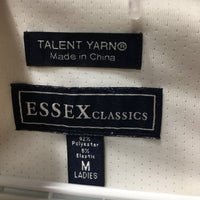 TALENT YARN®
Made in China
ESSEX CLASSICS
92%
Polyester
8%
Elastic
M
LADIES